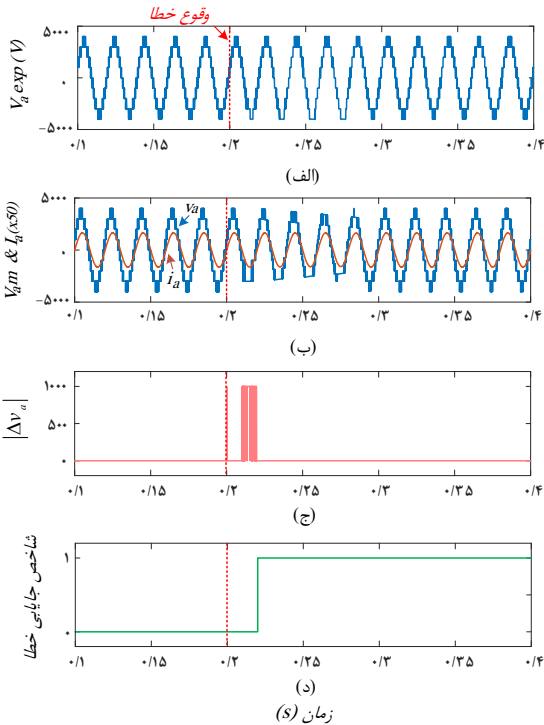 وقوع خطا
Va exp (V)
۵۰۰۰
۰
-۵۰۰۰
۰/۱ ۰/۱۵ ۰/۲ ۰/۲۵ ۰/۳ ۰/۳۵ ۰/۴
(الف)
Vam & Ia(x50)
۵۰۰۰
۰
-۵۰۰۰
va
ia
۰/۱ ۰/۱۵ ۰/۲ ۰/۲۵ ۰/۳ ۰/۳۵ ۰/۴
(ب)
|Δva|
۱۰۰۰
۵۰۰
۰
۰/۱ ۰/۱۵ ۰/۲ ۰/۲۵ ۰/۳ ۰/۳۵ ۰/۴
(ج)
شاخص جایابی خطا
۱
۰
۰/۱ ۰/۱۵ ۰/۲ ۰/۲۵ ۰/۳ ۰/۳۵ ۰/۴
(د)
زمان (s)